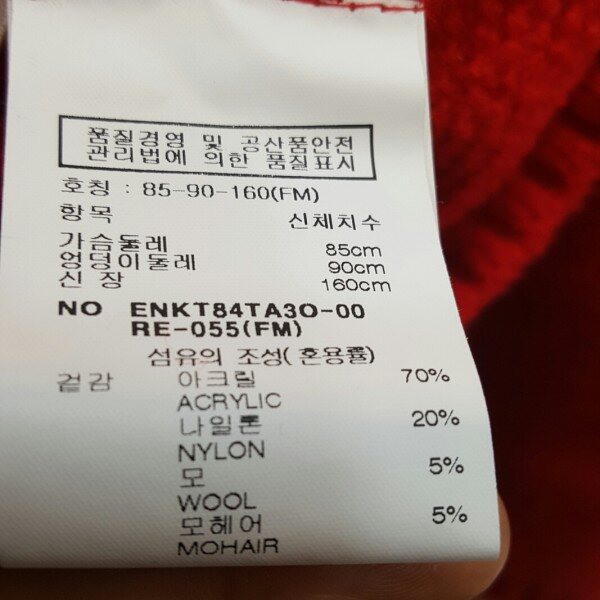 품질경영 및 공산품안전
관리법에 의한 품질표시
호칭 : 85-90-160(FM)
항목 신체치수
가슴둘레 85cm
엉덩이둘레 90cm
신 장 160cm
NO ENKT84TA3O-00
RE-055(FM)
섬유의 조성( 혼용률)
겉감 아크릴 70%
ACRYLIC
나일론 20%
NYLON
모 5%
WOOL
모헤어 5%
MOHAIR